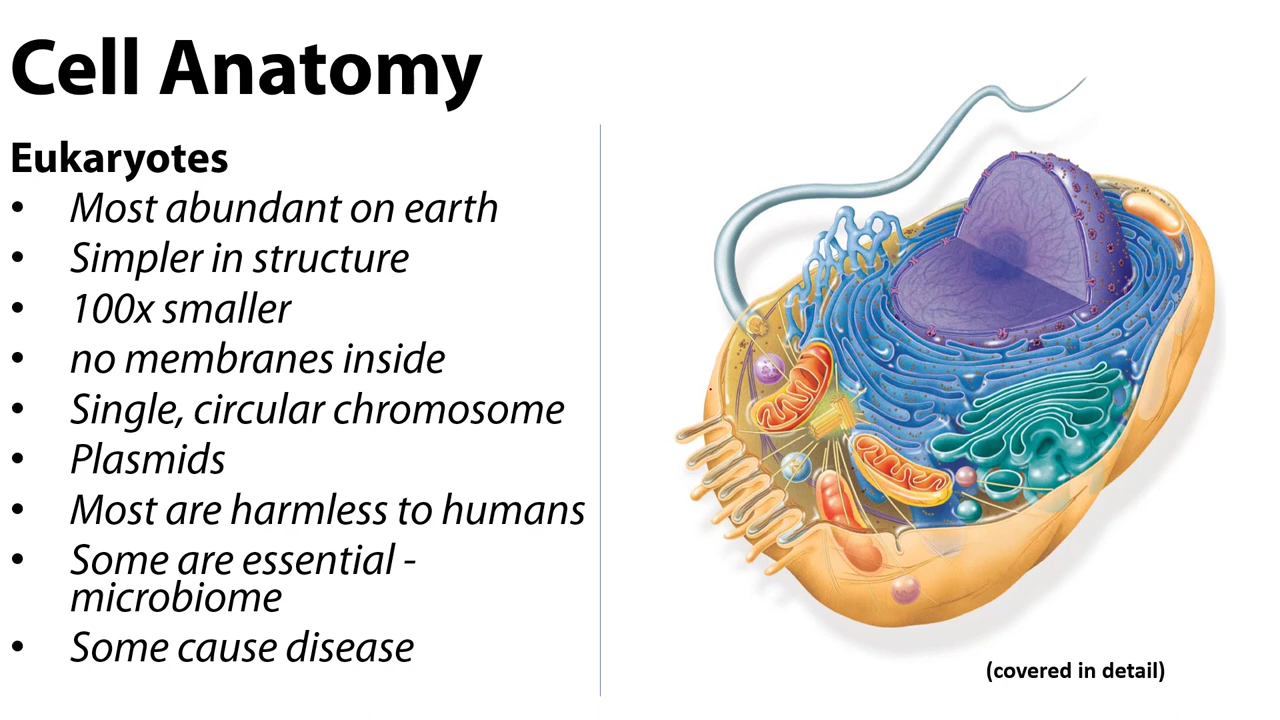 Cell Anatomy
Eukaryotes
• Most abundant on earth
• Simpler in structure
• 100x smaller
• no membranes inside
• Single, circular chromosome
• Plasmids
• Most are harmless to humans
• Some are essential -
microbiome
• Some cause disease
(covered in detail)